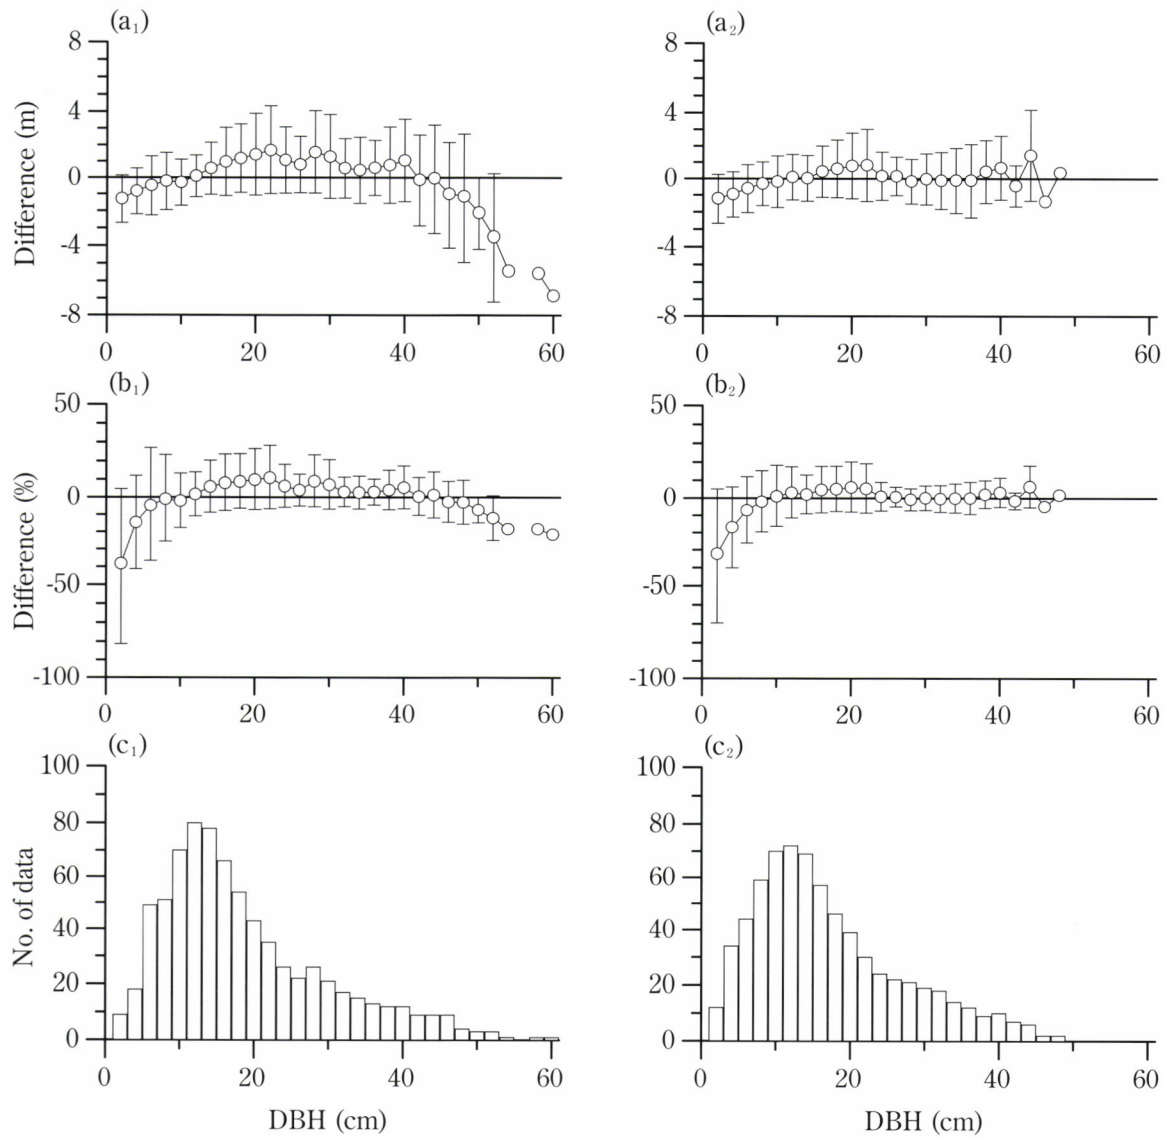 (a1) (a2)
8 8
4 4
0 0
-4 -4
-8 -8
Difference (m)
0 20 40 60 0 20 40 60
(b1) (b2)
50 50
0 0
-50 -50
-100 -100
Difference (%)
0 20 40 60 0 20 40 60
(c1) (c2)
100 100
80 80
60 60
40 40
20 20
0 0
No. of data
0 20 40 60 0 20 40 60
DBH (cm) DBH (cm)